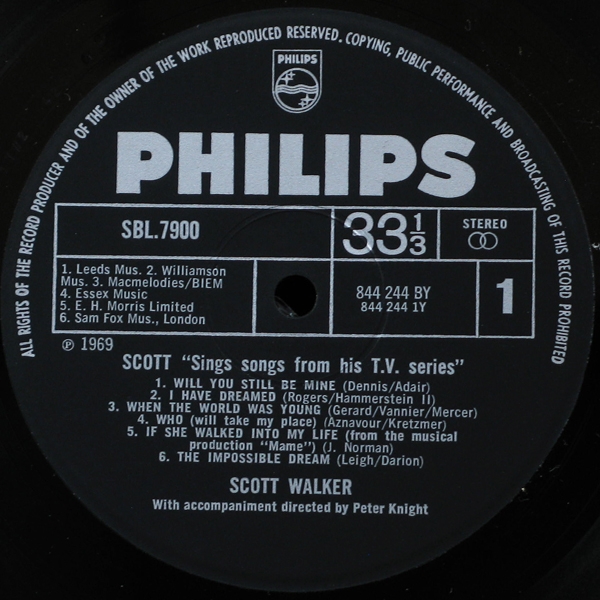 ALL RIGHTS OF THE RECORD PRODUCER AND OF THE OWNER OF THE WORK REPRODUCED RESERVED. COPYING, PUBLIC PERFORMANCE AND BROADCASTING OF THIS RECORD PROHIBITED
PHILIPS
PHILIPS
SBL.7900
33 1/3
STEREO
1. Leeds Mus. 2. Williamson
Mus. 3. Macmelodies/BIEM
4. Essex Music
5. E. H. Morris Limited
6. Sam Fox Mus., London
844 244 BY
844 244 1Y
1
℗ 1969
SCOTT "Sings songs from his T.V. series"
1. WILL YOU STILL BE MINE (Dennis/Adair)
2. I HAVE DREAMED (Rogers/Hammerstein II)
3. WHEN THE WORLD WAS YOUNG (Gerard/Vannier/Mercer)
4. WHO (will take my place) (Aznavour/Kretzmer)
5. IF SHE WALKED INTO MY LIFE (from the musical
production "Mame") (J. Norman)
6. THE IMPOSSIBLE DREAM (Leigh/Darion)
SCOTT WALKER
With accompaniment directed by Peter Knight